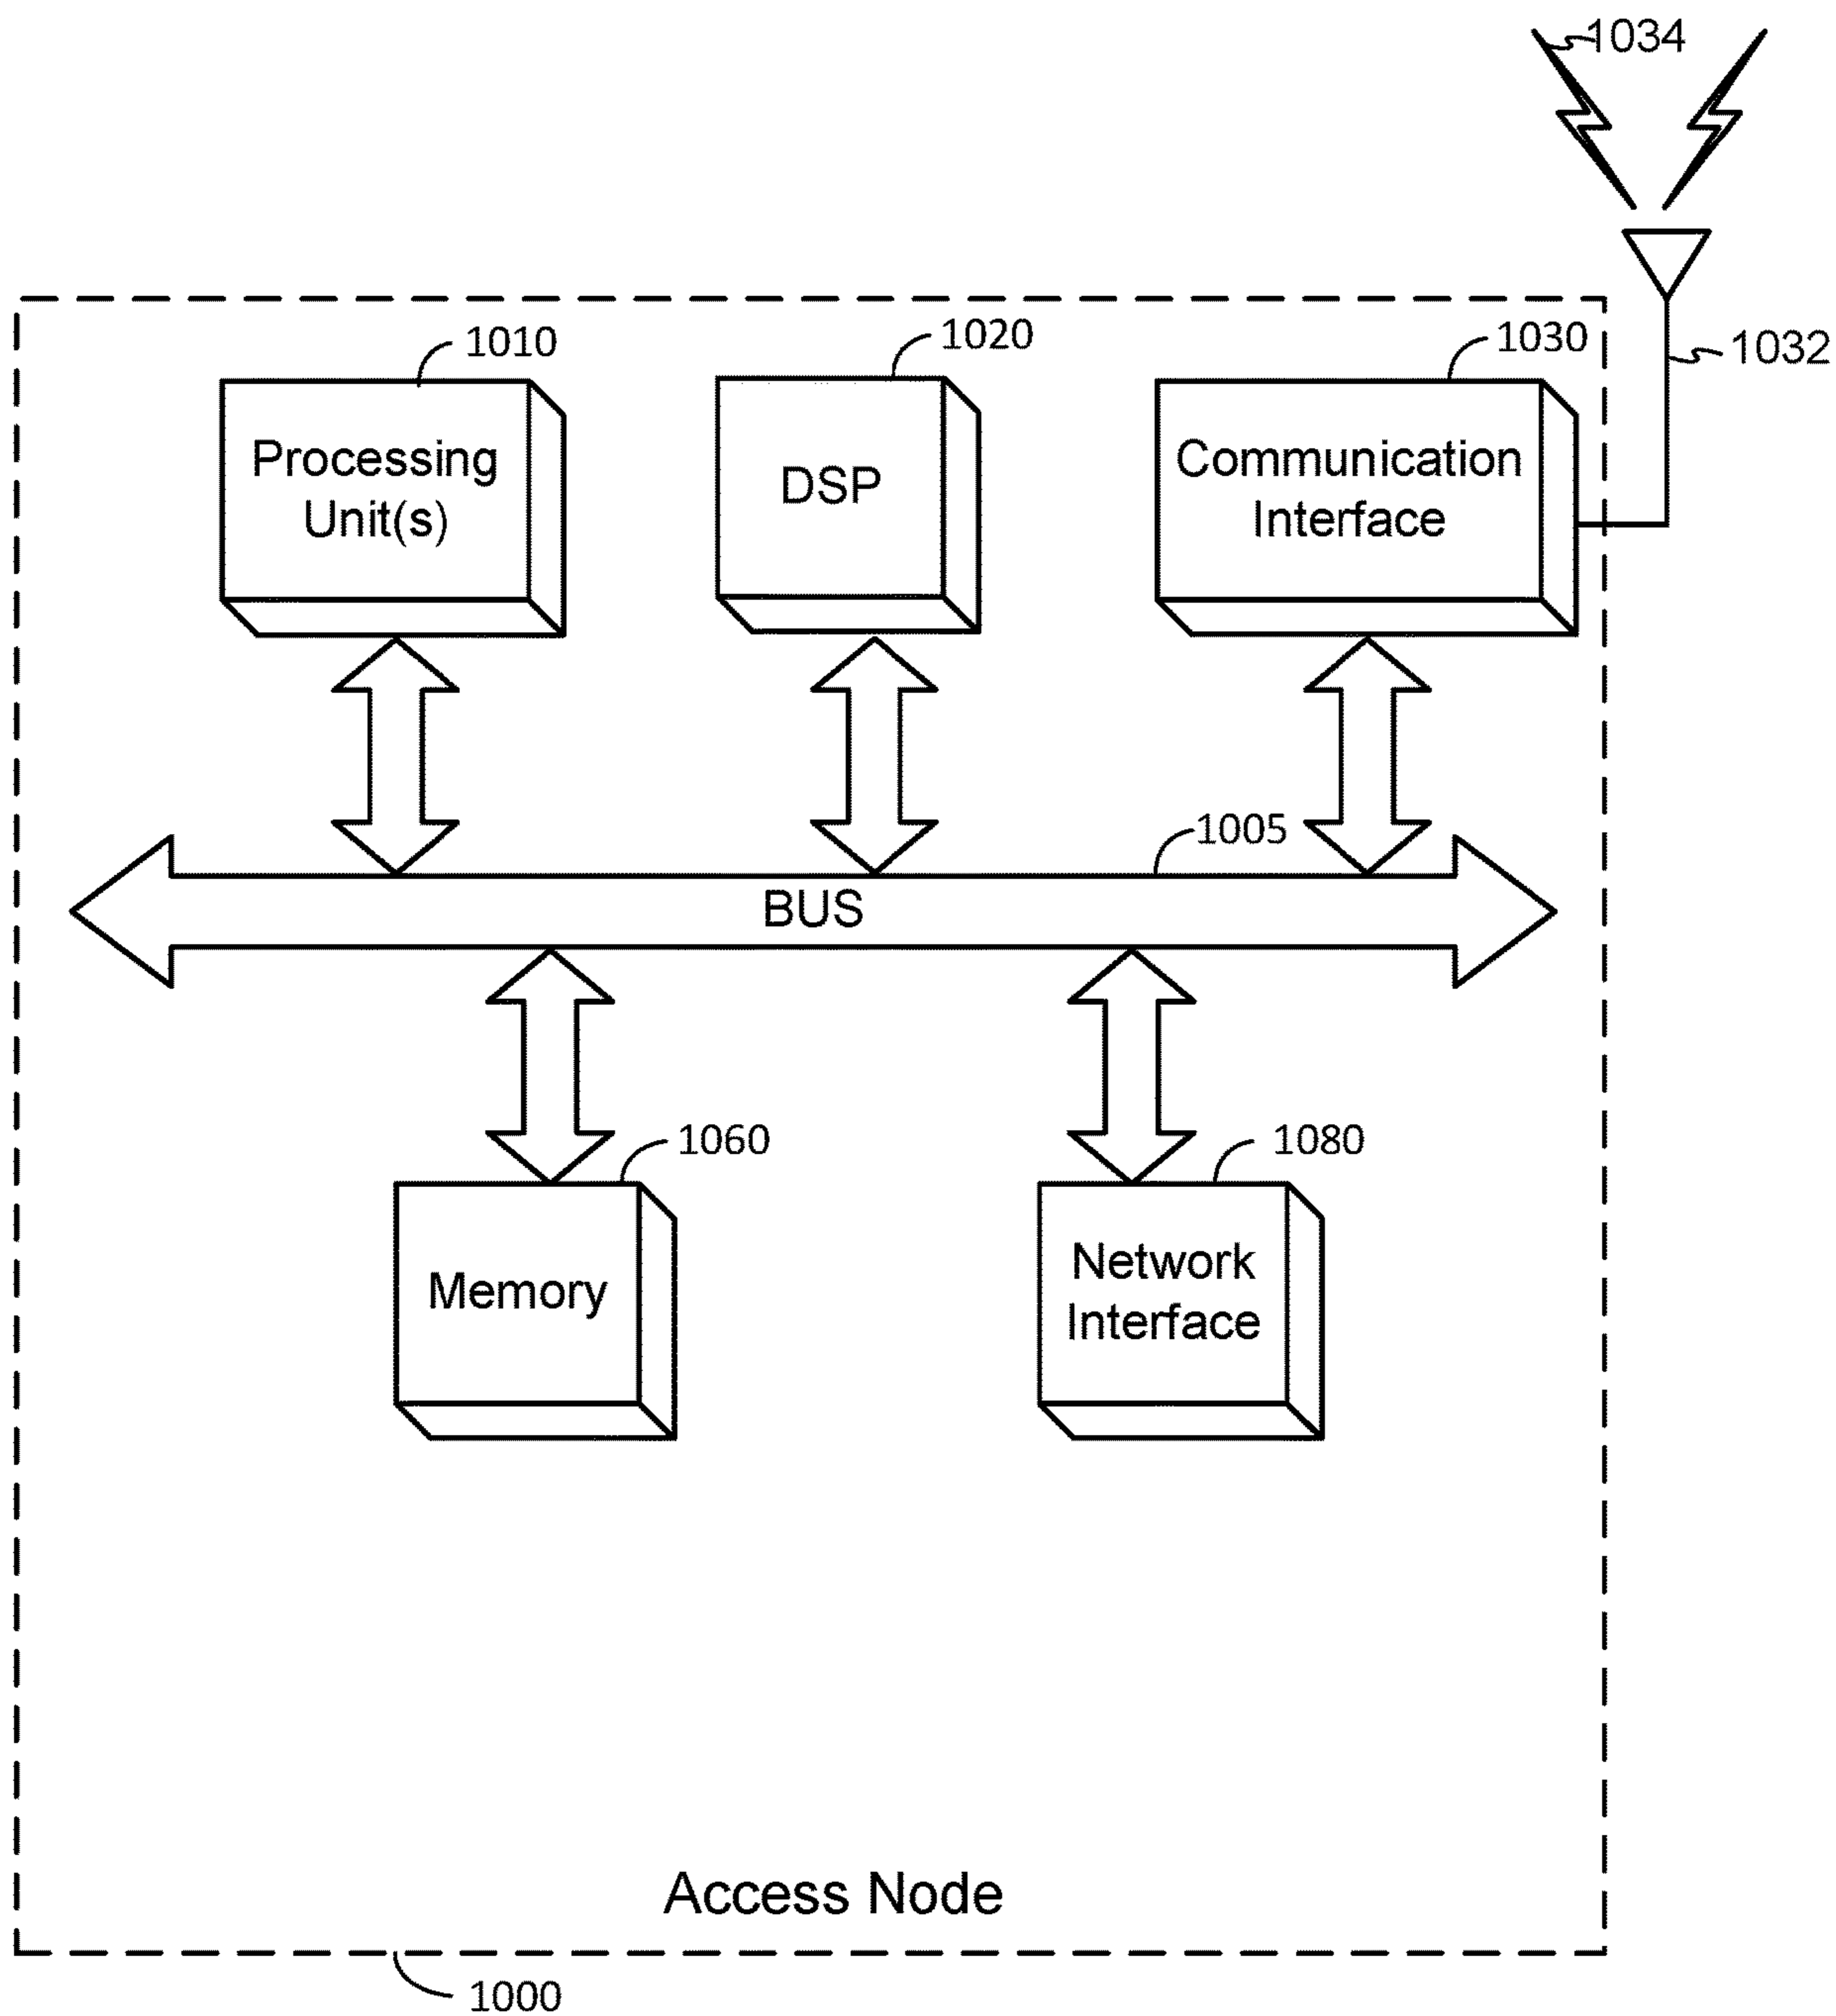 1034
1010
1020
1030
1032
Processing
Unit(s)
DSP
Communication
Interface
1005
BUS
1060
1080
Memory
Network
Interface
Access Node
1000